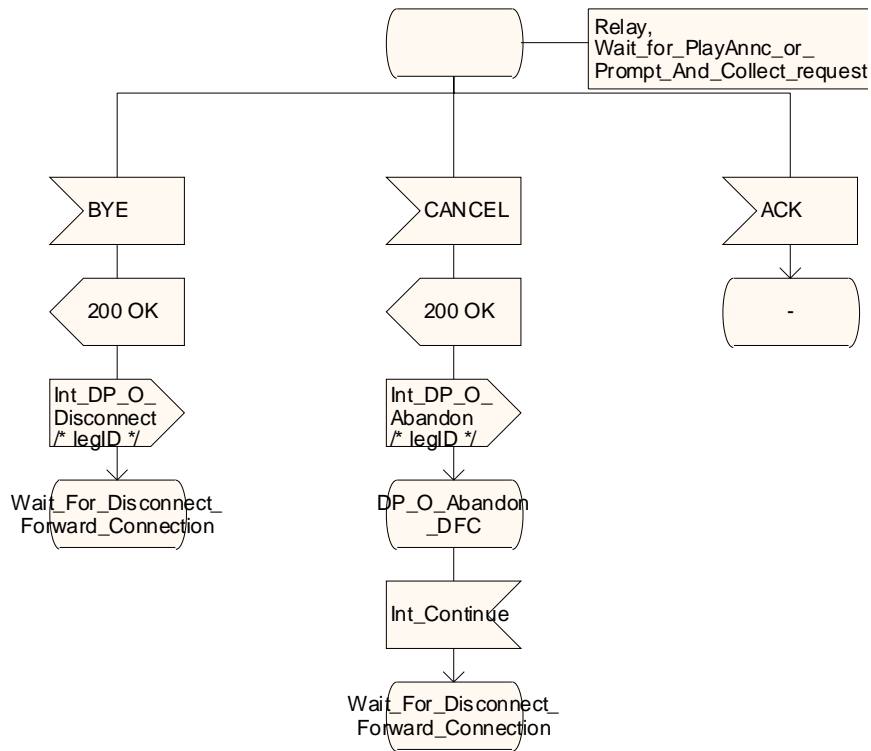 Relay,
Wait_for_PlayAnnc_or_
Prompt_And_Collect_request
BYE
CANCEL
ACK
200 OK
200 OK
-
Int_DP_O_
Disconnect
/* legID */
Int_DP_O_
Abandon
/* legID */
Wait_For_Disconnect_
Forward_Connection
DP_O_Abandon
_DFC
Int_Continue
Wait_For_Disconnect_
Forward_Connection